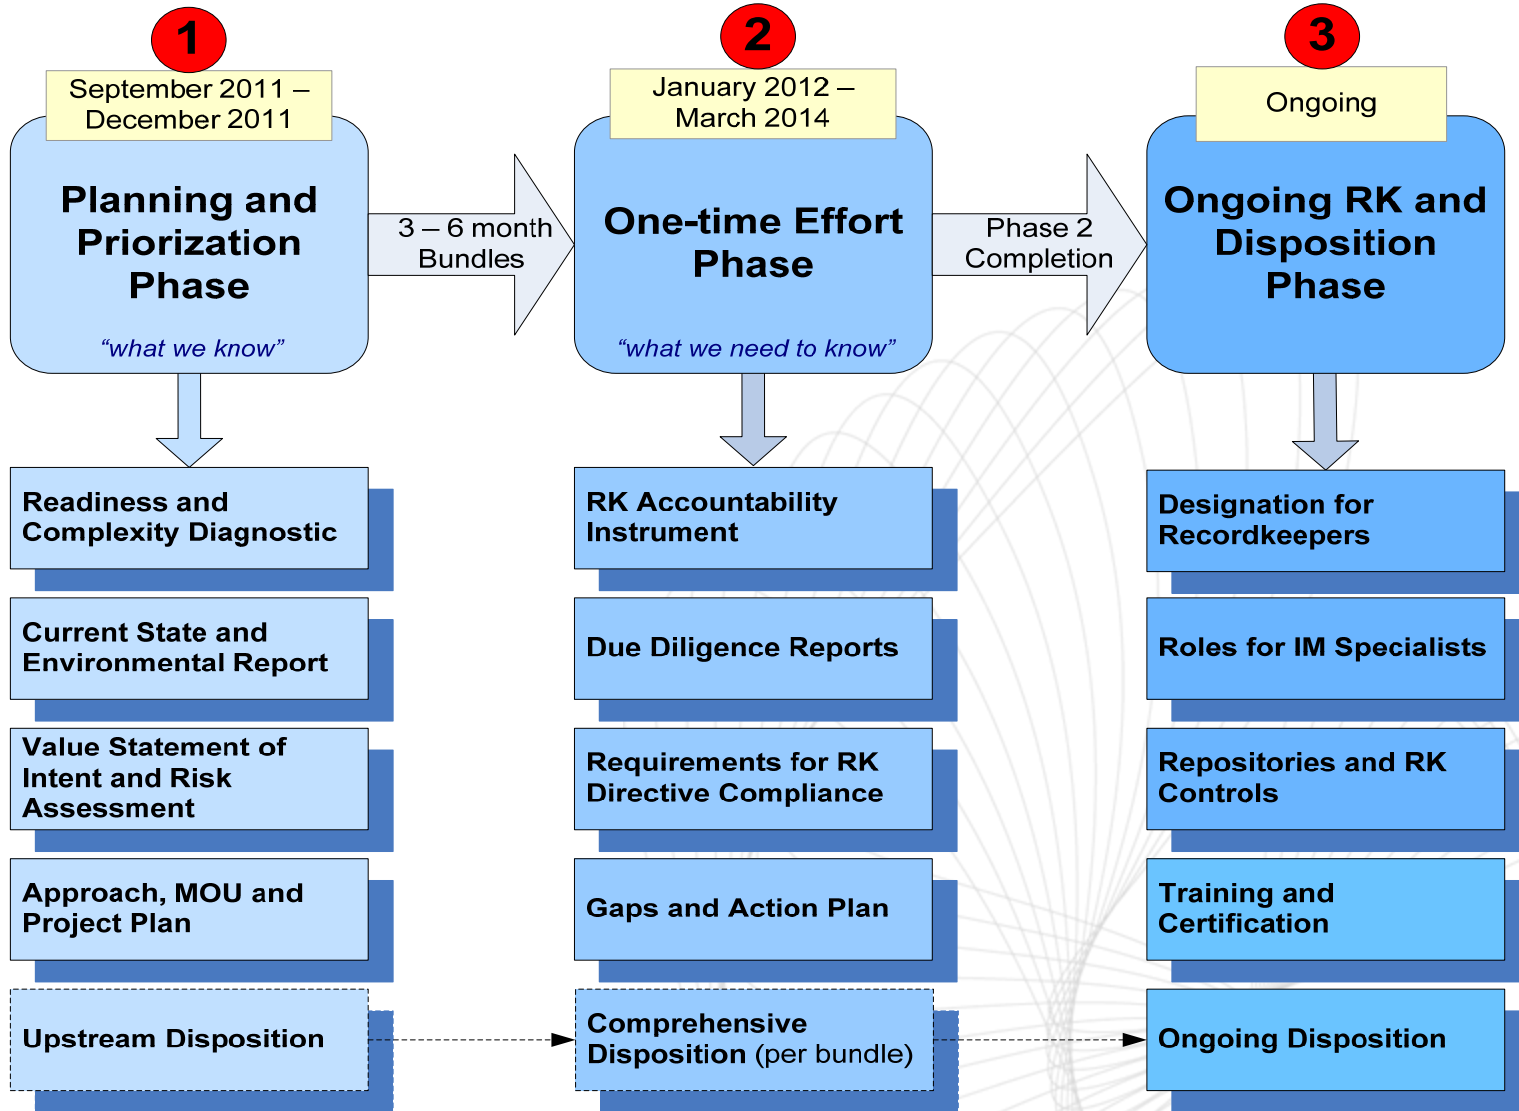 1
September 2011 –
December 2011
Planning and
Priorization
Phase
“what we know”
3 – 6 month
Bundles
2
January 2012 –
March 2014
One-time Effort
Phase
“what we need to know”
Phase 2
Completion
3
Ongoing
Ongoing RK and
Disposition
Phase
Readiness and
Complexity Diagnostic
Current State and
Environmental Report
Value Statement of
Intent and Risk
Assessment
Approach, MOU and
Project Plan
Upstream Disposition
RK Accountability
Instrument
Due Diligence Reports
Requirements for RK
Directive Compliance
Gaps and Action Plan
Comprehensive
Disposition (per bundle)
Designation for
Recordkeepers
Roles for IM Specialists
Repositories and RK
Controls
Training and
Certification
Ongoing Disposition